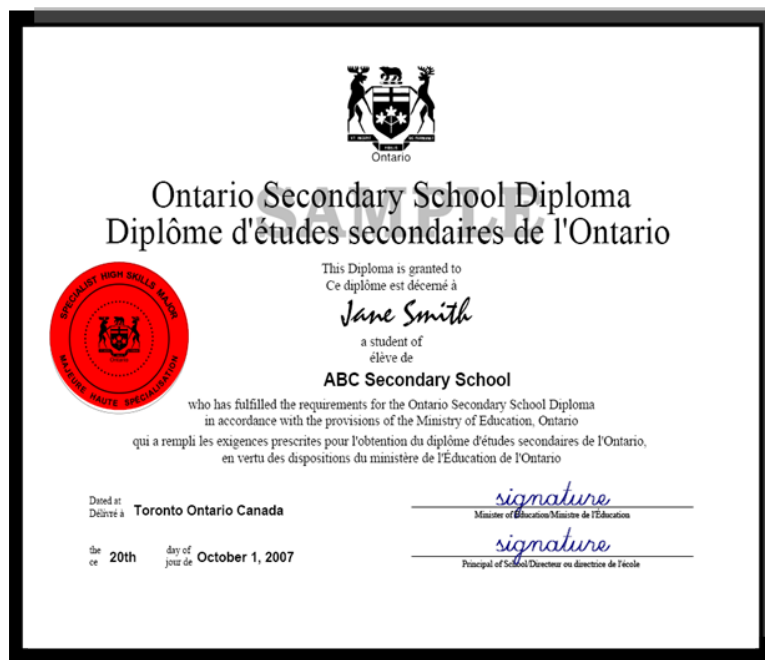 Ontario
SAMPLE
Ontario Secondary School Diploma
Diplôme d'études secondaires de l'Ontario
This Diploma is granted to
Ce diplôme est décerné à
Jane Smith
a student of
élève de
ABC Secondary School
SPECIALIST HIGH SKILLS MAJOR
Ontario
MAJEURE HAUTE SPÉCIALISATION
who has fulfilled the requirements for the Ontario Secondary School Diploma
in accordance with the provisions of the Ministry of Education, Ontario
qui a rempli les exigences prescrites pour l'obtention du diplôme d'études secondaires de l'Ontario,
en vertu des dispositions du ministère de l'Éducation de l'Ontario
Dated at
Délivré à Toronto Ontario Canada
signature
Minister of Education/Ministre de l'Éducation
the day of
ce 20th jour de October 1, 2007
signature
Principal of School/Directeur ou directrice de l'école